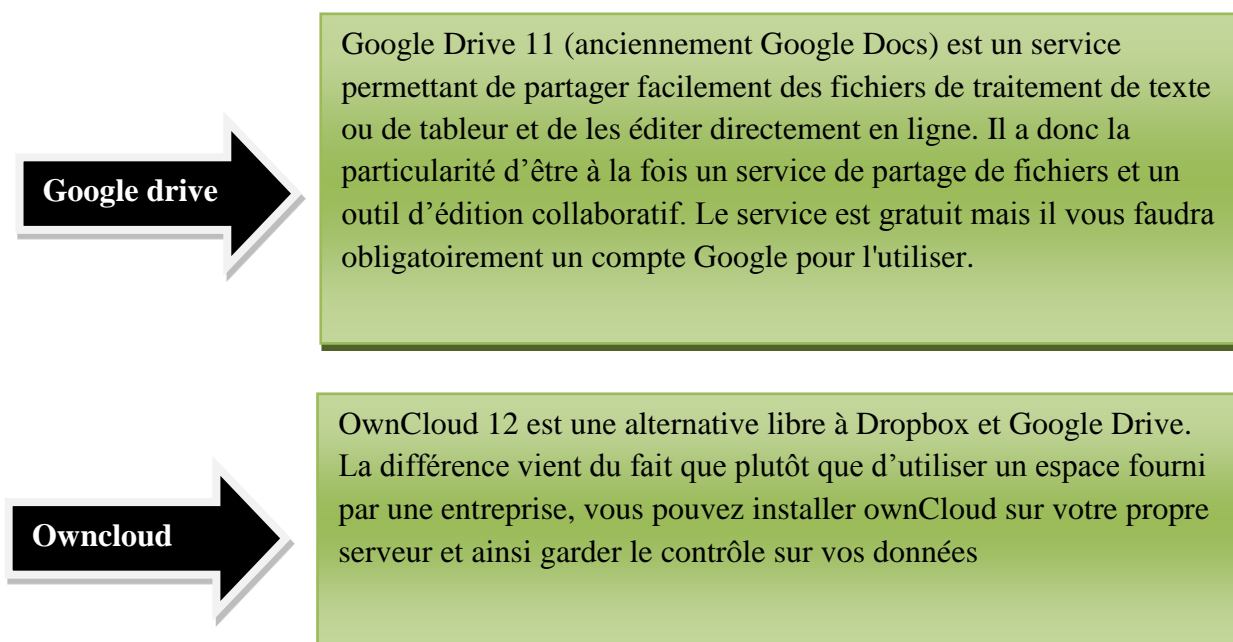 Google drive
Google Drive 11 (anciennement Google Docs) est un service
permettant de partager facilement des fichiers de traitement de texte
ou de tableur et de les éditer directement en ligne. Il a donc la
particularité d’être à la fois un service de partage de fichiers et un
outil d’édition collaboratif. Le service est gratuit mais il vous faudra
obligatoirement un compte Google pour l'utiliser.
Owncloud
OwnCloud 12 est une alternative libre à Dropbox et Google Drive.
La différence vient du fait que plutôt que d’utiliser un espace fourni
par une entreprise, vous pouvez installer ownCloud sur votre propre
serveur et ainsi garder le contrôle sur vos données